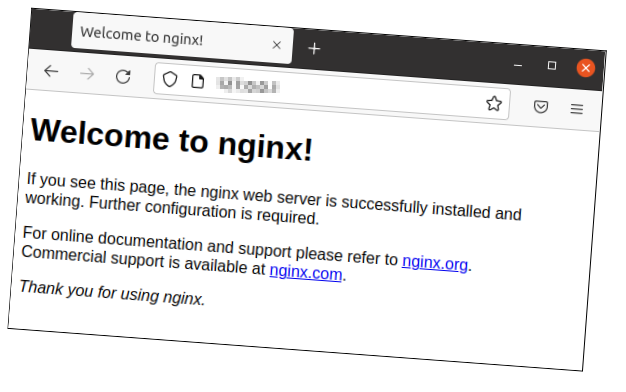 Welcome to nginx!
Welcome to nginx!
If you see this page, the nginx web server is successfully installed and
working. Further configuration is required.
For online documentation and support please refer to nginx.org.
Commercial support is available at nginx.com.
Thank you for using nginx.